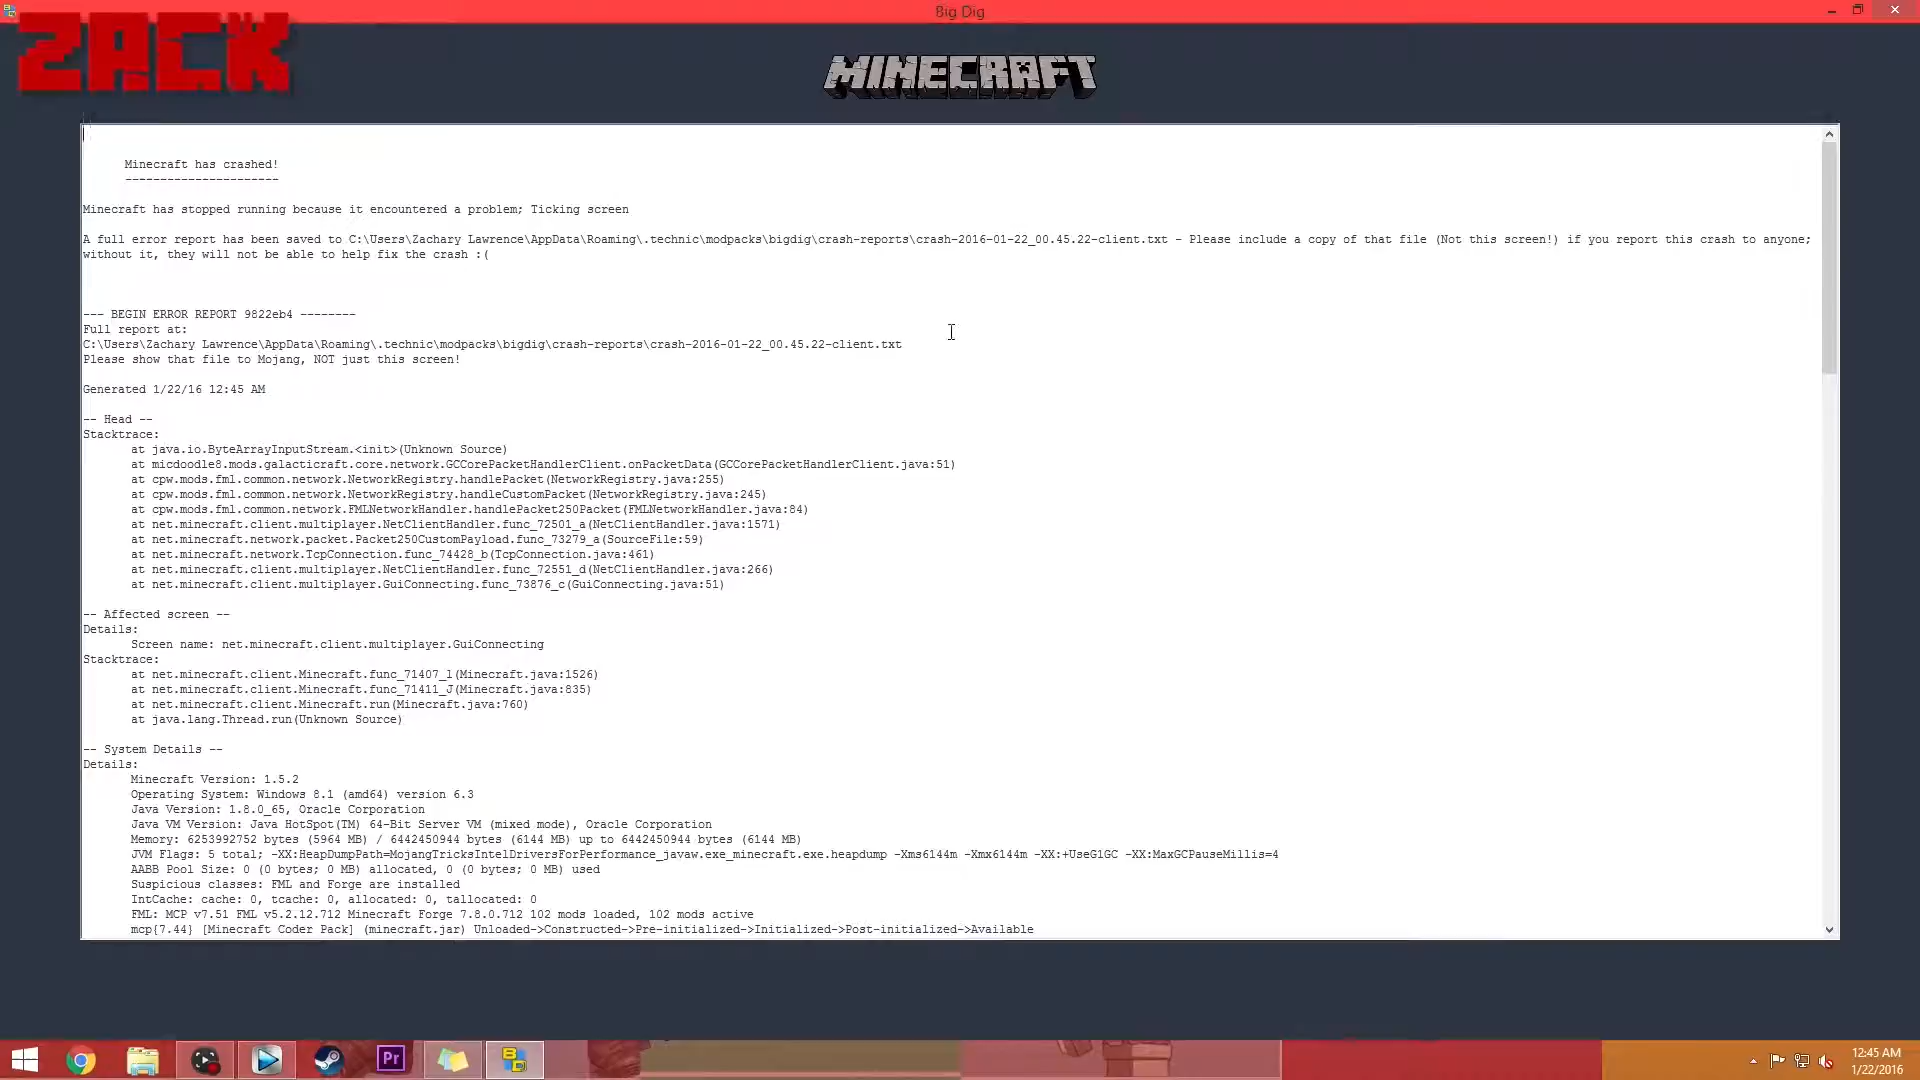 Big Dig
ZACK
MINECRAFT
Minecraft has crashed!
----------------------
Minecraft has stopped running because it encountered a problem; Ticking screen
A full error report has been saved to C:\Users\Zachary Lawrence\AppData\Roaming\.technic\modpacks\bigdig\crash-reports\crash-2016-01-22_00.45.22-client.txt - Please include a copy of that file (Not this screen!) if you report this crash to anyone;
without it, they will not be able to help fix the crash :(
--- BEGIN ERROR REPORT 9822eb4 --------
Full report at:
C:\Users\Zachary Lawrence\AppData\Roaming\.technic\modpacks\bigdig\crash-reports\crash-2016-01-22_00.45.22-client.txt
Please show that file to Mojang, NOT just this screen!
Generated 1/22/16 12:45 AM
-- Head --
Stacktrace:
at java.io.ByteArrayInputStream.<init>(Unknown Source)
at micdoodle8.mods.galacticraft.core.network.GCCorePacketHandlerClient.onPacketData(GCCorePacketHandlerClient.java:51)
at cpw.mods.fml.common.network.NetworkRegistry.handlePacket(NetworkRegistry.java:255)
at cpw.mods.fml.common.network.NetworkRegistry.handleCustomPacket(NetworkRegistry.java:245)
at cpw.mods.fml.common.network.FMLNetworkHandler.handlePacket250Packet(FMLNetworkHandler.java:84)
at net.minecraft.client.multiplayer.NetClientHandler.func_72501_a(NetClientHandler.java:1571)
at net.minecraft.network.packet.Packet250CustomPayload.func_73279_a(SourceFile:59)
at net.minecraft.network.TcpConnection.func_74428_b(TcpConnection.java:461)
at net.minecraft.client.multiplayer.NetClientHandler.func_72551_d(NetClientHandler.java:266)
at net.minecraft.client.multiplayer.GuiConnecting.func_73876_c(GuiConnecting.java:51)
-- Affected screen --
Details:
Screen name: net.minecraft.client.multiplayer.GuiConnecting
Stacktrace:
at net.minecraft.client.Minecraft.func_71407_l(Minecraft.java:1526)
at net.minecraft.client.Minecraft.func_71411_J(Minecraft.java:835)
at net.minecraft.client.Minecraft.run(Minecraft.java:760)
at java.lang.Thread.run(Unknown Source)
-- System Details --
Details:
Minecraft Version: 1.5.2
Operating System: Windows 8.1 (amd64) version 6.3
Java Version: 1.8.0_65, Oracle Corporation
Java VM Version: Java HotSpot(TM) 64-Bit Server VM (mixed mode), Oracle Corporation
Memory: 6253992752 bytes (5964 MB) / 6442450944 bytes (6144 MB) up to 6442450944 bytes (6144 MB)
JVM Flags: 5 total; -XX:HeapDumpPath=MojangTricksIntelDriversForPerformance_javaw.exe_minecraft.exe.heapdump -Xms6144m -Xmx6144m -XX:+UseG1GC -XX:MaxGCPauseMillis=4
AABB Pool Size: 0 (0 bytes; 0 MB) allocated, 0 (0 bytes; 0 MB) used
Suspicious classes: FML and Forge are installed
IntCache: cache: 0, tcache: 0, allocated: 0, tallocated: 0
FML: MCP v7.51 FML v5.2.12.712 Minecraft Forge 7.8.0.712 102 mods loaded, 102 mods active
mcp{7.44} [Minecraft Coder Pack] (minecraft.jar) Unloaded->Constructed->Pre-initialized->Initialized->Post-initialized->Available
Pr
12:45 AM
1/22/2016